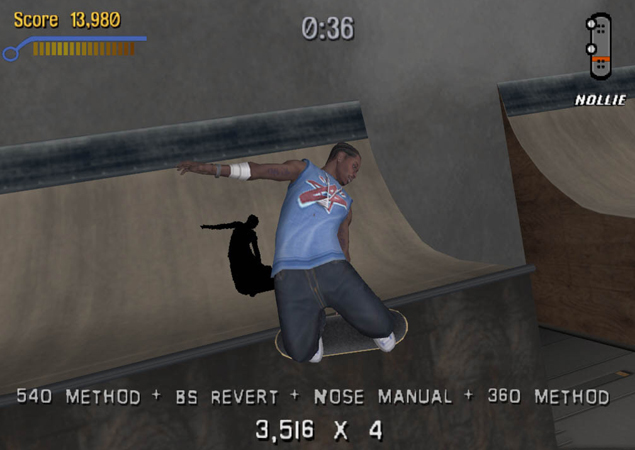 Score 13,980
0:36
NOLLIE
540 METHOD + BS REVERT + NOSE MANUAL + 360 METHOD
3,516 X 4